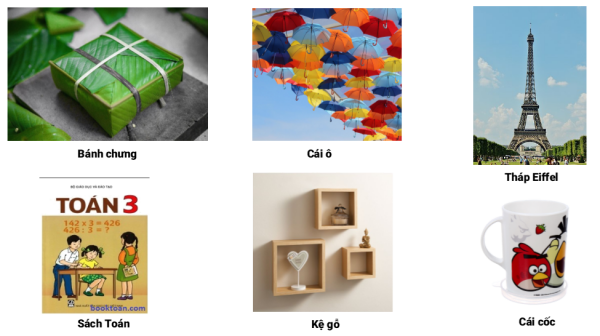 Bánh chưng
Cái ô
Tháp Eiffel
BỘ GIÁO DỤC VÀ ĐÀO TẠO
TOÁN 3
142 x 3 = 426
426 : 3 = ?
booktoan.com
Sách Toán
Kệ gỗ
Cái cốc